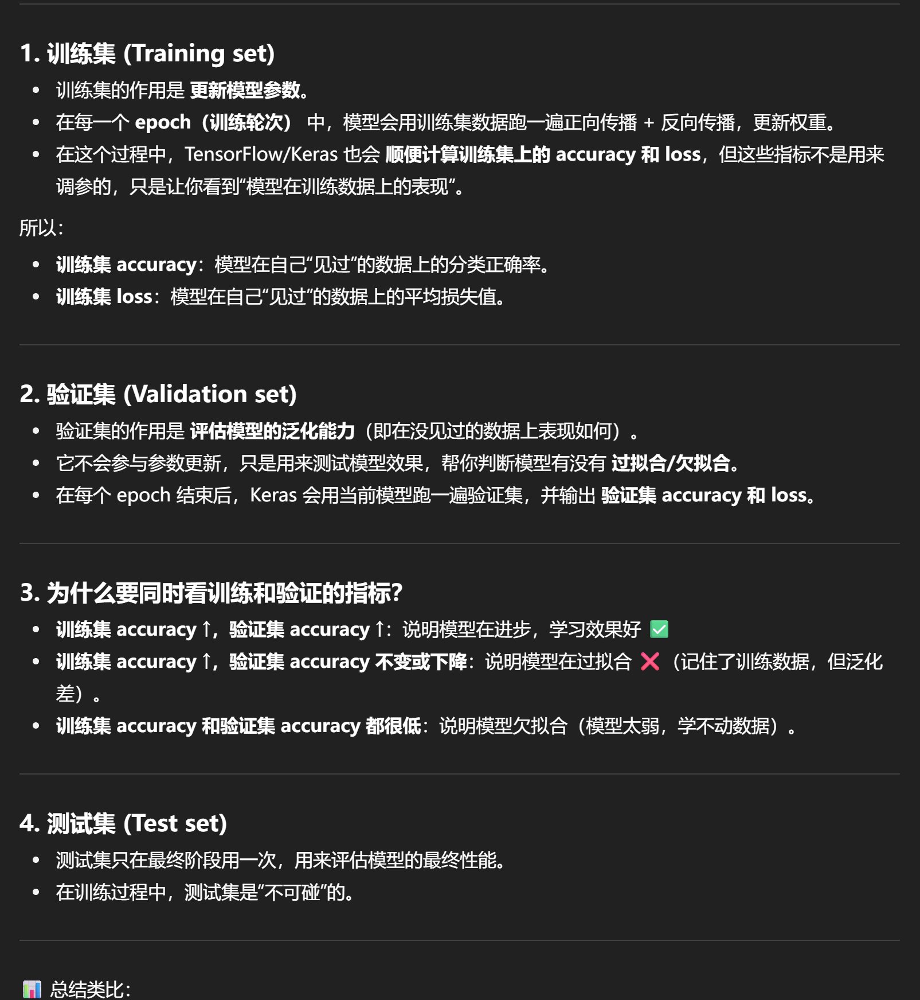 1. 训练集 (Training set)
• 训练集的作用是 更新模型参数。
• 在每一个 epoch（训练轮次） 中，模型会用训练集数据跑一遍正向传播 + 反向传播，更新权重。
• 在这个过程中，TensorFlow/Keras 也会 顺便计算训练集上的 accuracy 和 loss，但这些指标不是用来
调参的，只是让你看到“模型在训练数据上的表现”。
所以：
• 训练集 accuracy：模型在自己“见过”的数据上的分类正确率。
• 训练集 loss：模型在自己“见过”的数据上的平均损失值。
2. 验证集 (Validation set)
• 验证集的作用是 评估模型的泛化能力（即在没见过的数据上表现如何）。
• 它不会参与参数更新，只是用来测试模型效果，帮你判断模型有没有 过拟合/欠拟合。
• 在每个 epoch 结束后，Keras 会用当前模型跑一遍验证集，并输出 验证集 accuracy 和 loss。
3. 为什么要同时看训练和验证的指标？
• 训练集 accuracy ↑，验证集 accuracy ↑：说明模型在进步，学习效果好 ✅
• 训练集 accuracy ↑，验证集 accuracy 不变或下降：说明模型在过拟合 ❌（记住了训练数据，但泛化
差）。
• 训练集 accuracy 和验证集 accuracy 都很低：说明模型欠拟合（模型太弱，学不动数据）。
4. 测试集 (Test set)
• 测试集只在最终阶段用一次，用来评估模型的最终性能。
• 在训练过程中，测试集是“不可碰”的。
📊 总结类比：